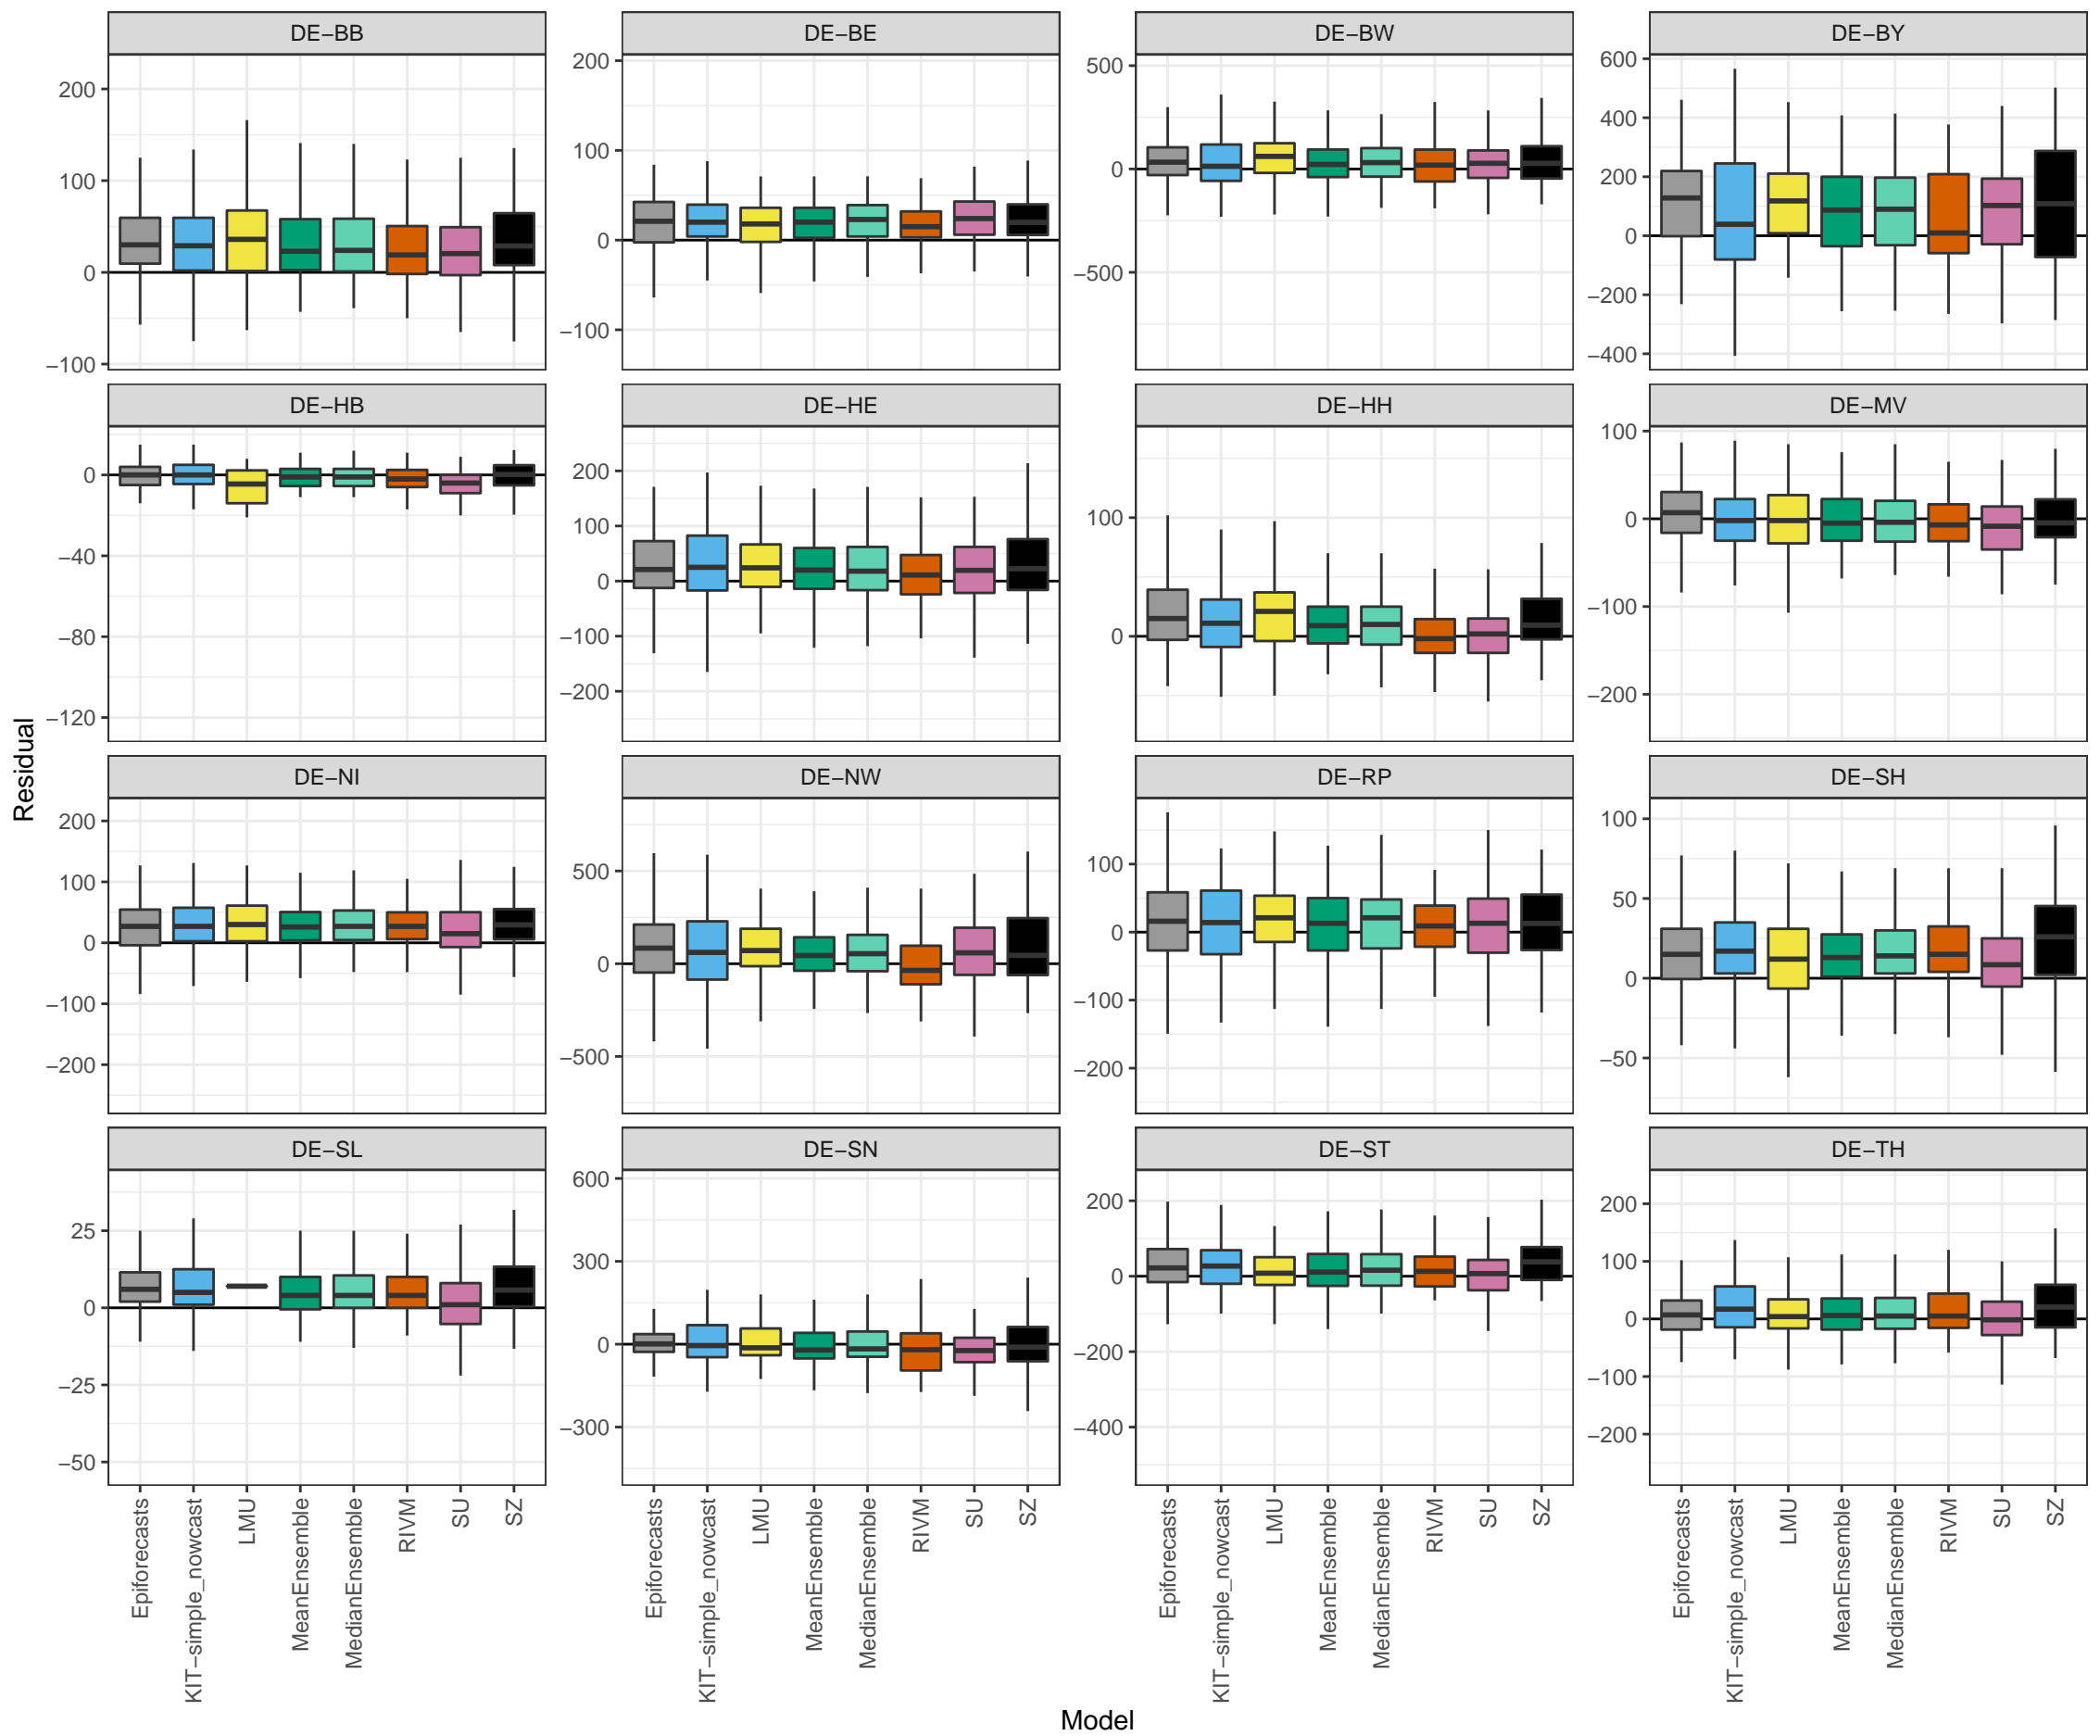 DE−BB DE−BE DE−BW DE−BY
200 100 0 −100
200 100 0 −100
500 0 −500
600 400 200 0 −200 −400
DE−HB DE−HE DE−HH DE−MV
0 −40 −80 −120
200 100 0 −100 −200
100 0
100 0 −100 −200
DE−NI DE−NW DE−RP DE−SH
200 100 0 −100 −200
500 0 −500
100 0 −100 −200
100 50 0 −50
DE−SL DE−SN DE−ST DE−TH
25 0 −25 −50
600 300 0 −300
200 0 −200 −400
200 100 0 −100 −200
Residual
Epiforecasts
KIT−simple_nowcast
LMU
MeanEnsemble
MedianEnsemble
RIVM
SU
SZ
Epiforecasts
KIT−simple_nowcast
LMU
MeanEnsemble
MedianEnsemble
RIVM
SU
SZ
Epiforecasts
KIT−simple_nowcast
LMU
MeanEnsemble
MedianEnsemble
RIVM
SU
SZ
Epiforecasts
KIT−simple_nowcast
LMU
MeanEnsemble
MedianEnsemble
RIVM
SU
SZ
Model